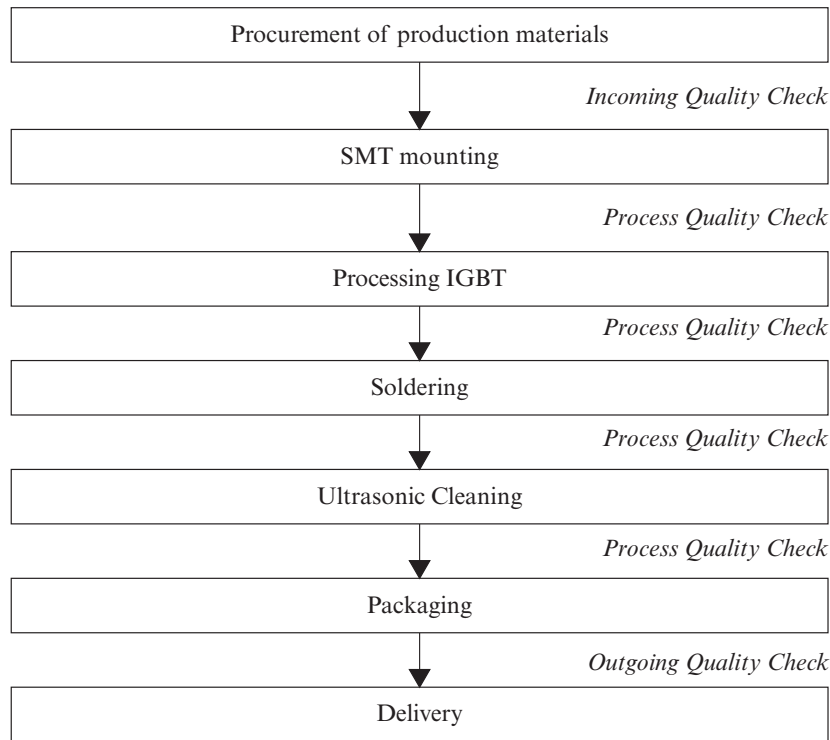 Procurement of production materials
Incoming Quality Check
SMT mounting
Process Quality Check
Processing IGBT
Process Quality Check
Soldering
Process Quality Check
Ultrasonic Cleaning
Process Quality Check
Packaging
Outgoing Quality Check
Delivery